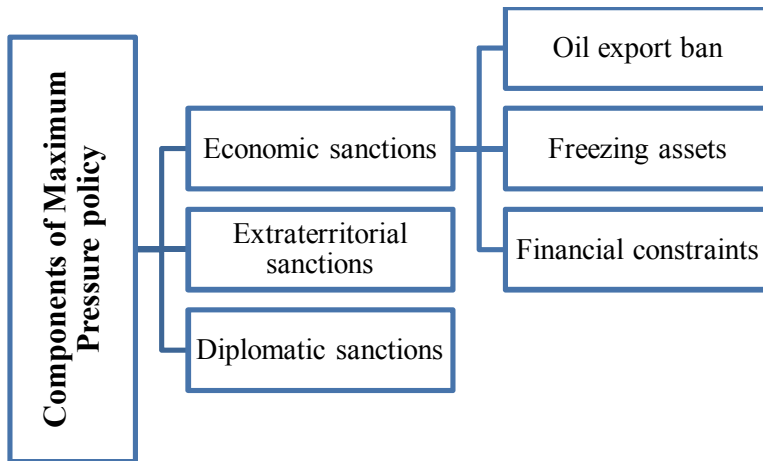 Components of Maximum
Pressure policy
Economic sanctions
Extraterritorial
sanctions
Diplomatic sanctions
Oil export ban
Freezing assets
Financial constraints